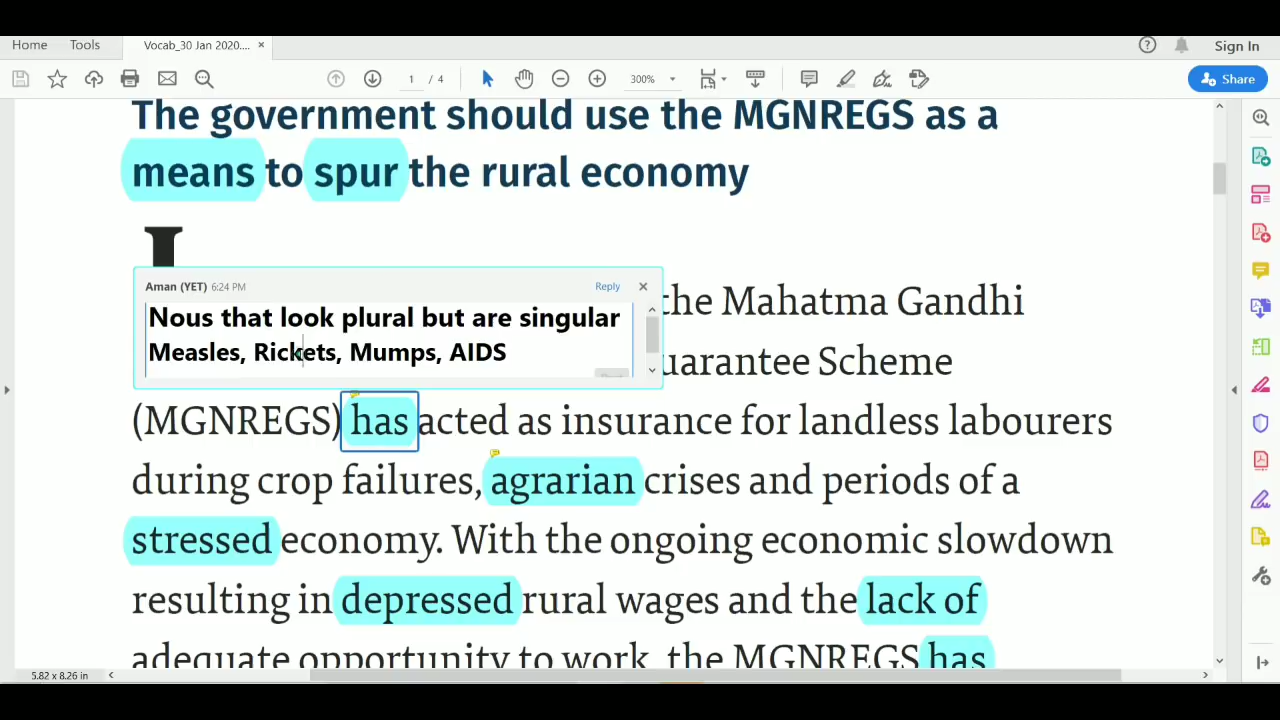 Home Tools Vocab_30 Jan 2020.... × Sign In
1 / 4 300% Share
The government should use the MGNREGS as a
means to spur the rural economy
I
Aman (YET) 6:24 PM Reply
Nous that look plural but are singular
Measles, Rickets, Mumps, AIDS
the Mahatma Gandhi
uarantee Scheme
(MGNREGS) has acted as insurance for landless labourers
during crop failures, agrarian crises and periods of a
stressed economy. With the ongoing economic slowdown
resulting in depressed rural wages and the lack of
adequate opportunity to work, the MGNREGS has
5.82 x 8.26 in